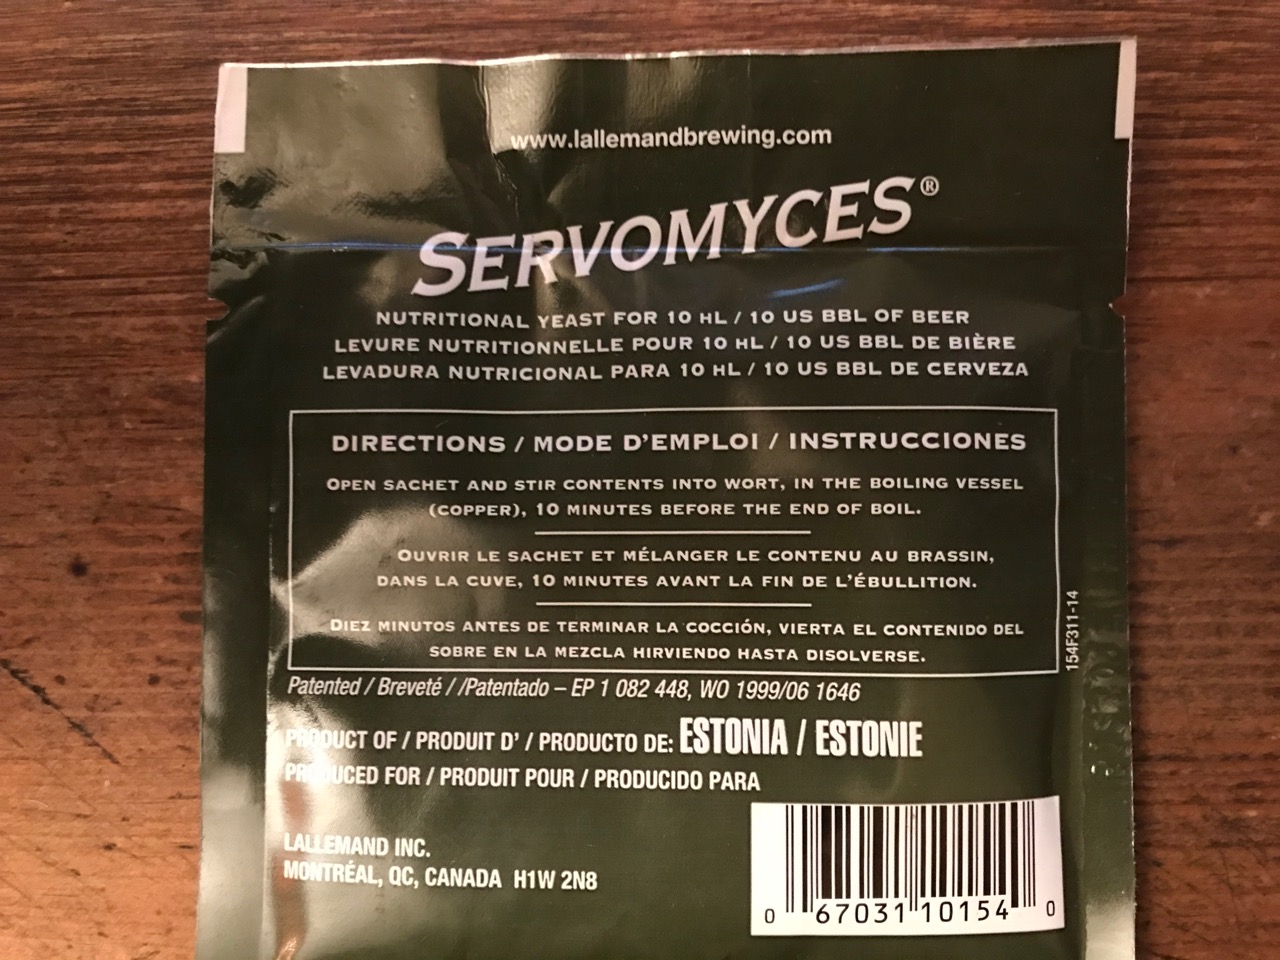 www.lallemandbrewing.com
SERVOMYCES®
NUTRITIONAL YEAST FOR 10 HL / 10 US BBL OF BEER
LEVURE NUTRITIONNELLE POUR 10 HL / 10 US BBL DE BIÈRE
LEVADURA NUTRICIONAL PARA 10 HL / 10 US BBL DE CERVEZA
DIRECTIONS / MODE D'EMPLOI / INSTRUCCIONES
OPEN SACHET AND STIR CONTENTS INTO WORT, IN THE BOILING VESSEL
(COPPER), 10 MINUTES BEFORE THE END OF BOIL.
OUVRIR LE SACHET ET MÉLANGER LE CONTENU AU BRASSIN,
DANS LA CUVE, 10 MINUTES AVANT LA FIN DE L'ÉBULLITION.
DIEZ MINUTOS ANTES DE TERMINAR LA COCCIÓN, VIERTA EL CONTENIDO DEL
SOBRE EN LA MEZCLA HIRVIENDO HASTA DISOLVERSE.
154F311-14
Patented / Breveté / /Patentado – EP 1 082 448, WO 1999/06 1646
PRODUCT OF / PRODUIT D' / PRODUCTO DE: ESTONIA / ESTONIE
PRODUCED FOR / PRODUIT POUR / PRODUCIDO PARA
LALLEMAND INC.
MONTRÉAL, QC, CANADA H1W 2N8
0 67031 10154 0